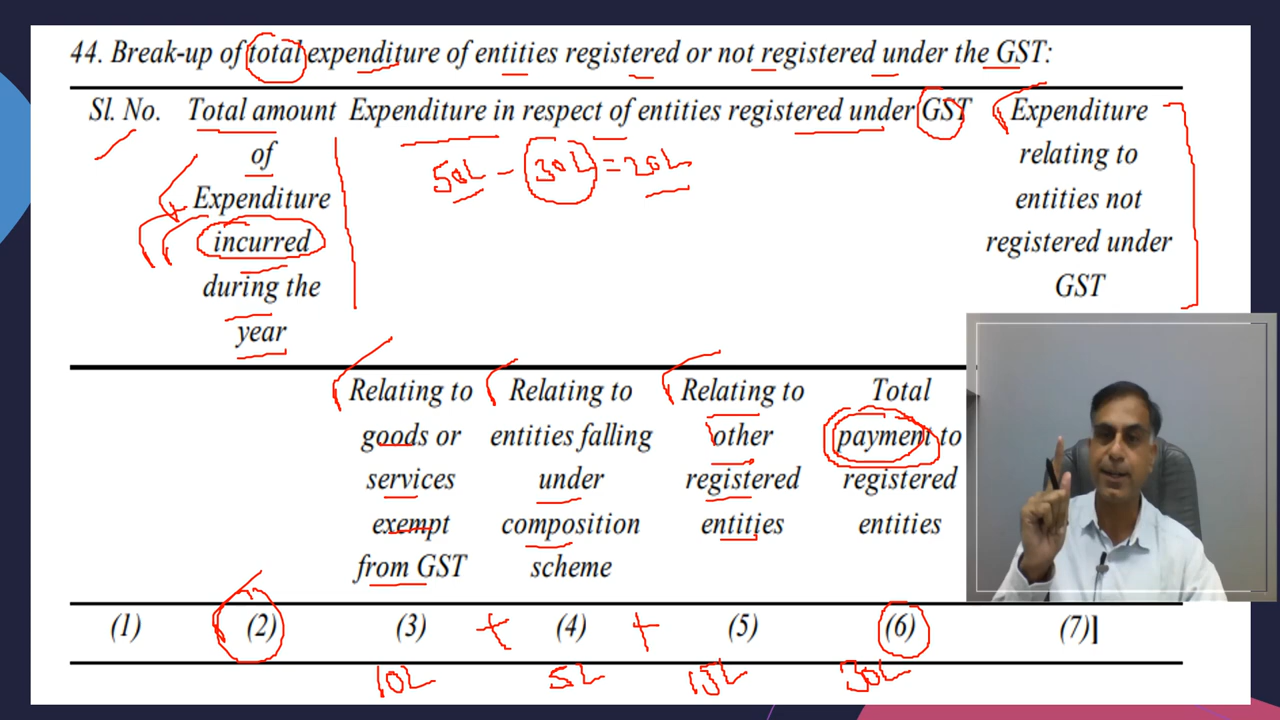 44. Break-up of total expenditure of entities registered or not registered under the GST:
Sl. No. Total amount of Expenditure incurred during the year
Expenditure in respect of entities registered under GST
Expenditure relating to entities not registered under GST
50L - 30L = 20L
Relating to goods or services exempt from GST
Relating to entities falling under composition scheme
Relating to other registered entities
Total payment to registered entities
(1) (2) (3) + (4) + (5) (6) (7)]
10L 5L 15L 30L